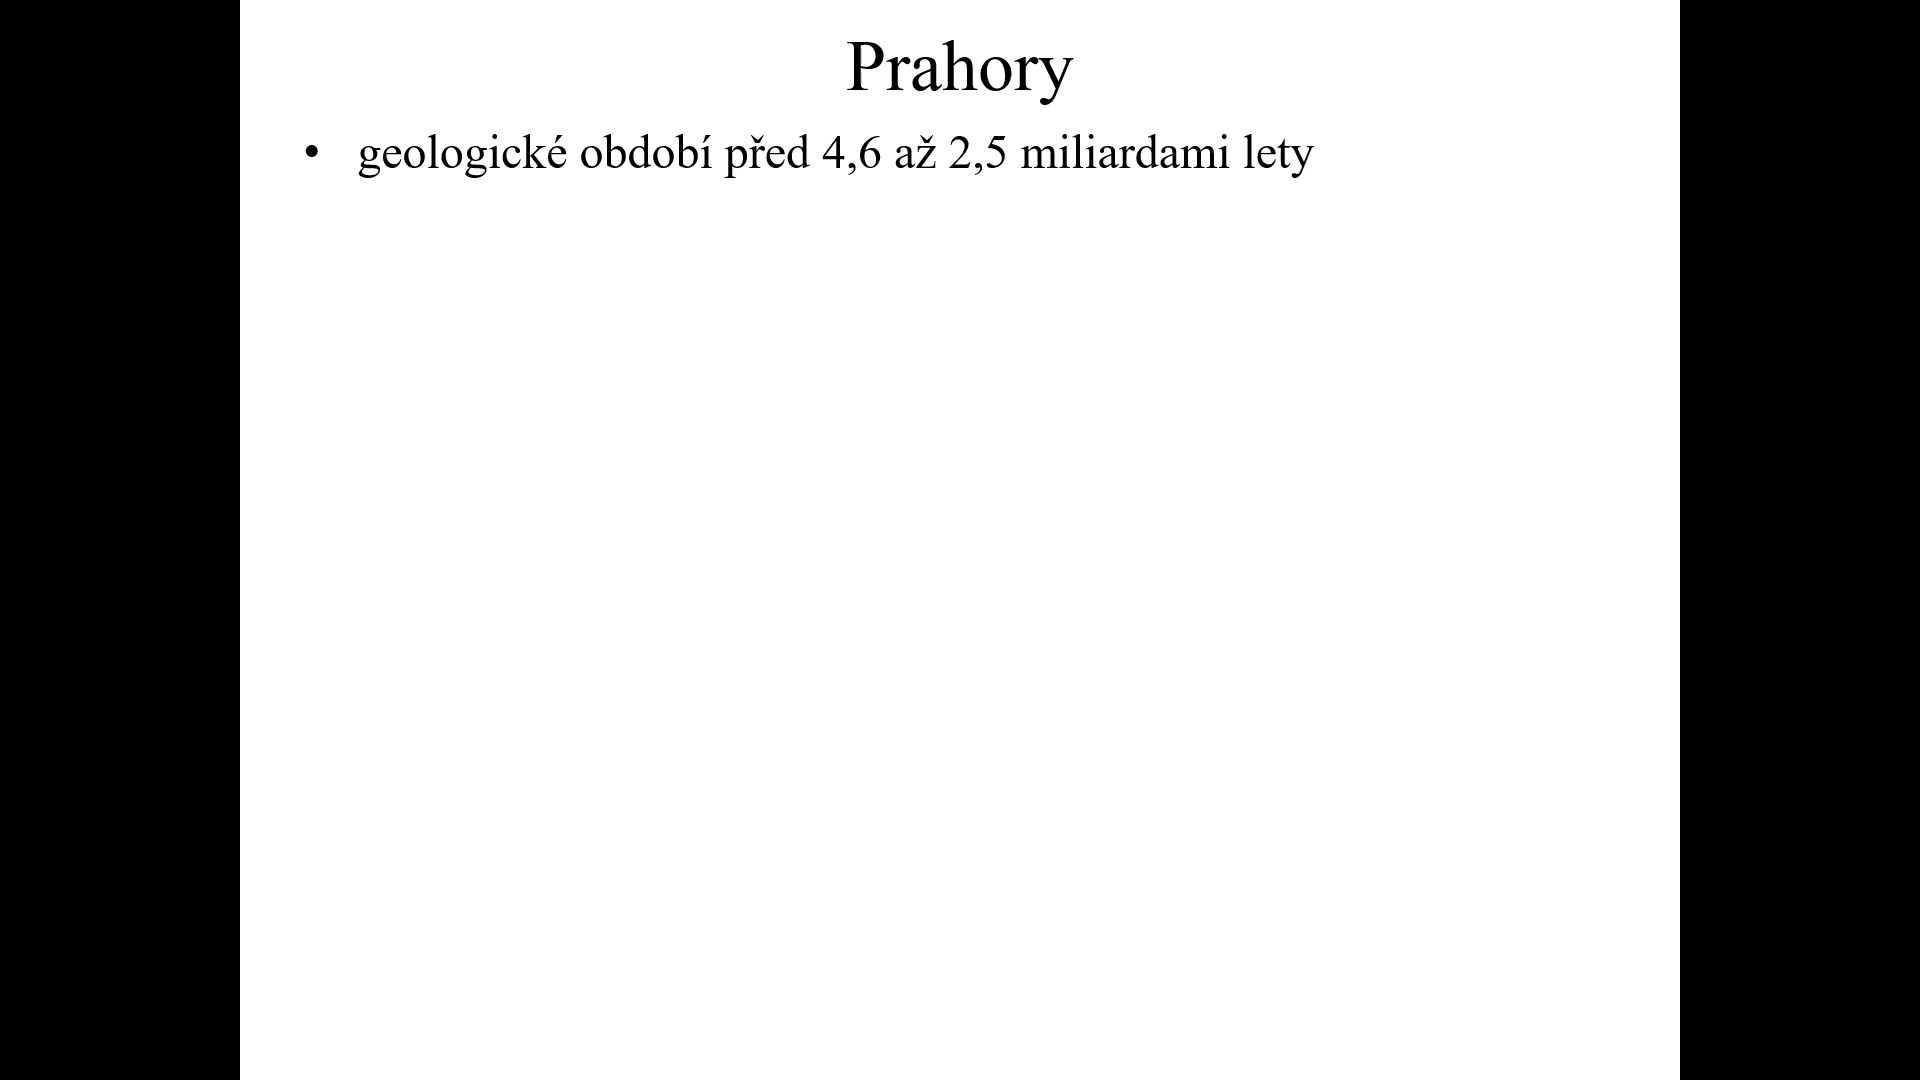 Prahory
• geologické období před 4,6 až 2,5 miliardami lety